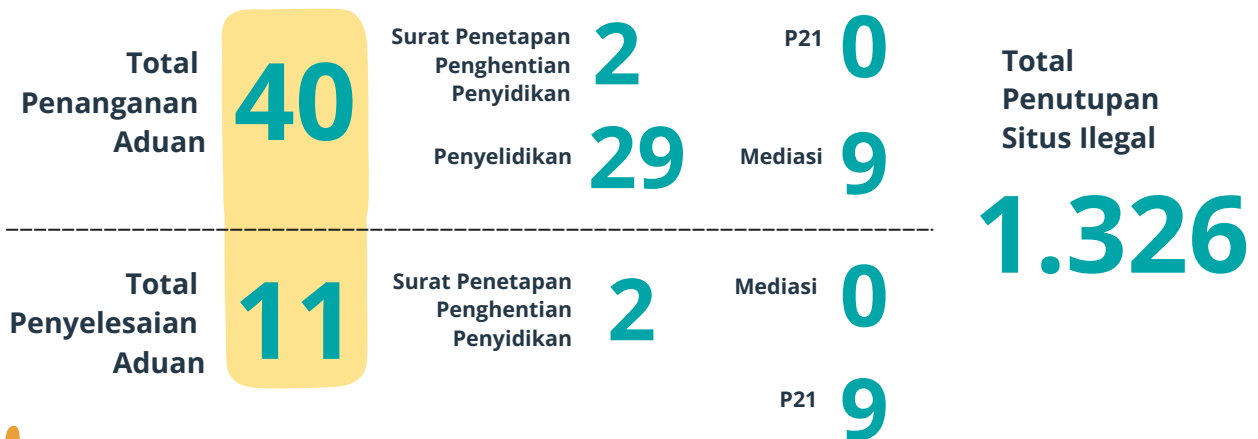 Total
Penanganan
Aduan
40
Surat Penetapan
Penghentian
Penyidikan
2
P21
0
Penyelidikan
29
Mediasi
9
Total
Penyelesaian
Aduan
11
Surat Penetapan
Penghentian
Penyidikan
2
Mediasi
0
P21
9
Total
Penutupan
Situs Ilegal
1.326